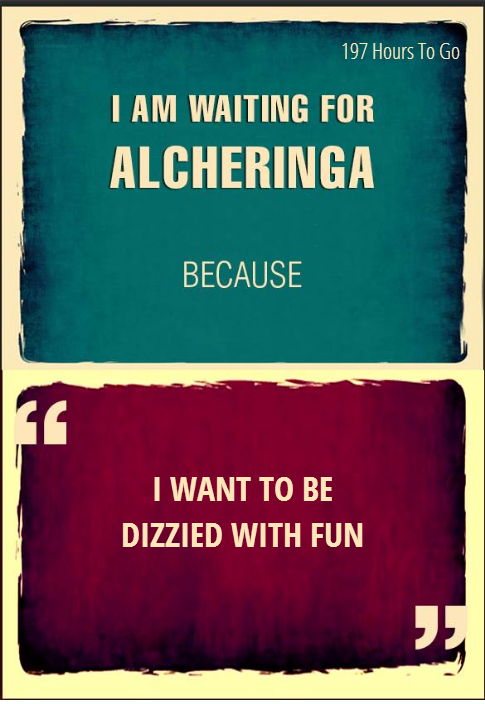 197 Hours To Go
I AM WAITING FOR
ALCHERINGA
BECAUSE
“
I WANT TO BE
DIZZIED WITH FUN
”